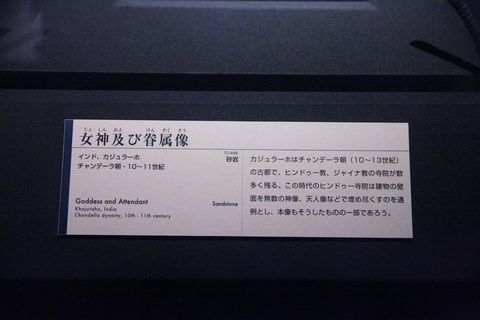 じょ しん およ けん ぞく ぞう
女神及び眷属像
インド、カジュラーホ
チャンデーラ朝・10〜11世紀
TC-448
砂岩
Goddess and Attendant
Khajuraho, India
Chandella dynasty, 10th - 11th century
Sandstone
カジュラーホはチャンデーラ朝（10〜13世紀）
の古都で、ヒンドゥー教、ジャイナ教の寺院が数
多く残る。この時代のヒンドゥー寺院は建物の壁
面を無数の神像、天人像などで埋め尽くすのを通
例とし、本像もそうしたものの一部であろう。